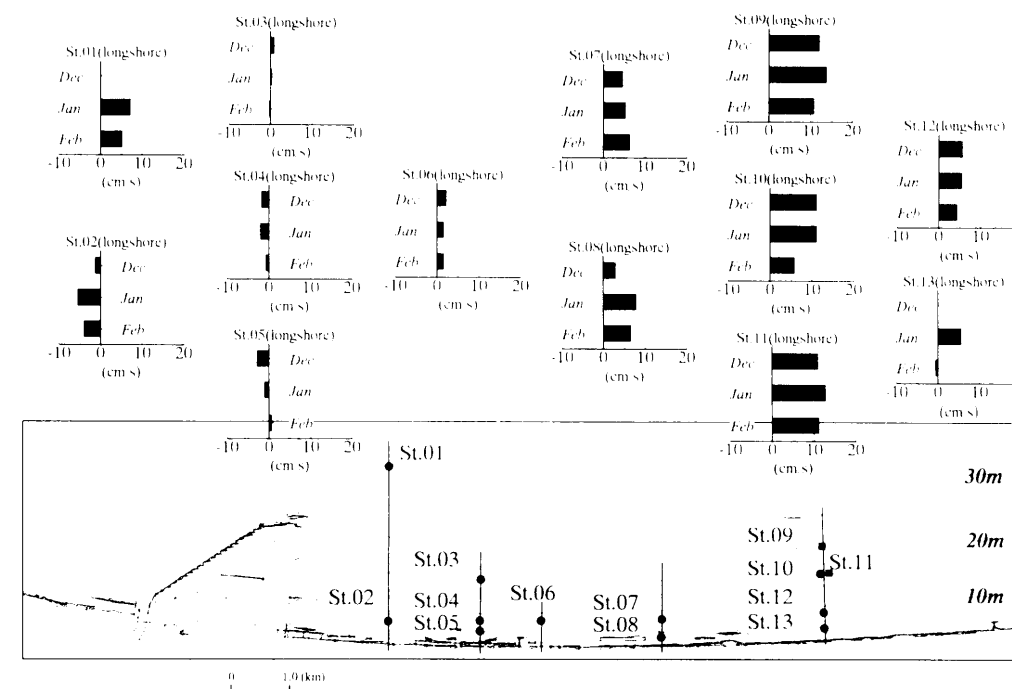 St.01(longshore)
Dec
Jan
Feb
-10 0 10 20
(cm s)
St.02(longshore)
Dec
Jan
Feb
-10 0 10 20
(cm s)
St.03(longshore)
Dec
Jan
Feb
-10 0 10 20
(cm s)
St.04(longshore)
Dec
Jan
Feb
-10 0 10 20
(cm s)
St.05(longshore)
Dec
Jan
Feb
-10 0 10 20
(cm s)
St.06(longshore)
Dec
Jan
Feb
-10 0 10 20
(cm s)
St.07(longshore)
Dec
Jan
Feb
-10 0 10 20
(cm s)
St.08(longshore)
Dec
Jan
Feb
-10 0 10 20
(cm s)
St.09(longshore)
Dec
Jan
Feb
-10 0 10 20
(cm s)
St.10(longshore)
Dec
Jan
Feb
-10 0 10 20
(cm s)
St.11(longshore)
Dec
Jan
Feb
-10 0 10 20
(cm s)
St.12(longshore)
Dec
Jan
Feb
-10 0 10
(cm s)
St.13(longshore)
Dec
Jan
Feb
-10 0 10
(cm s)
St.01
30m
St.09
20m
St.03
St.10 St.11
St.02
St.04
St.06
St.07
St.12
10m
St.05
St.08
St.13
0 1.0 (km)